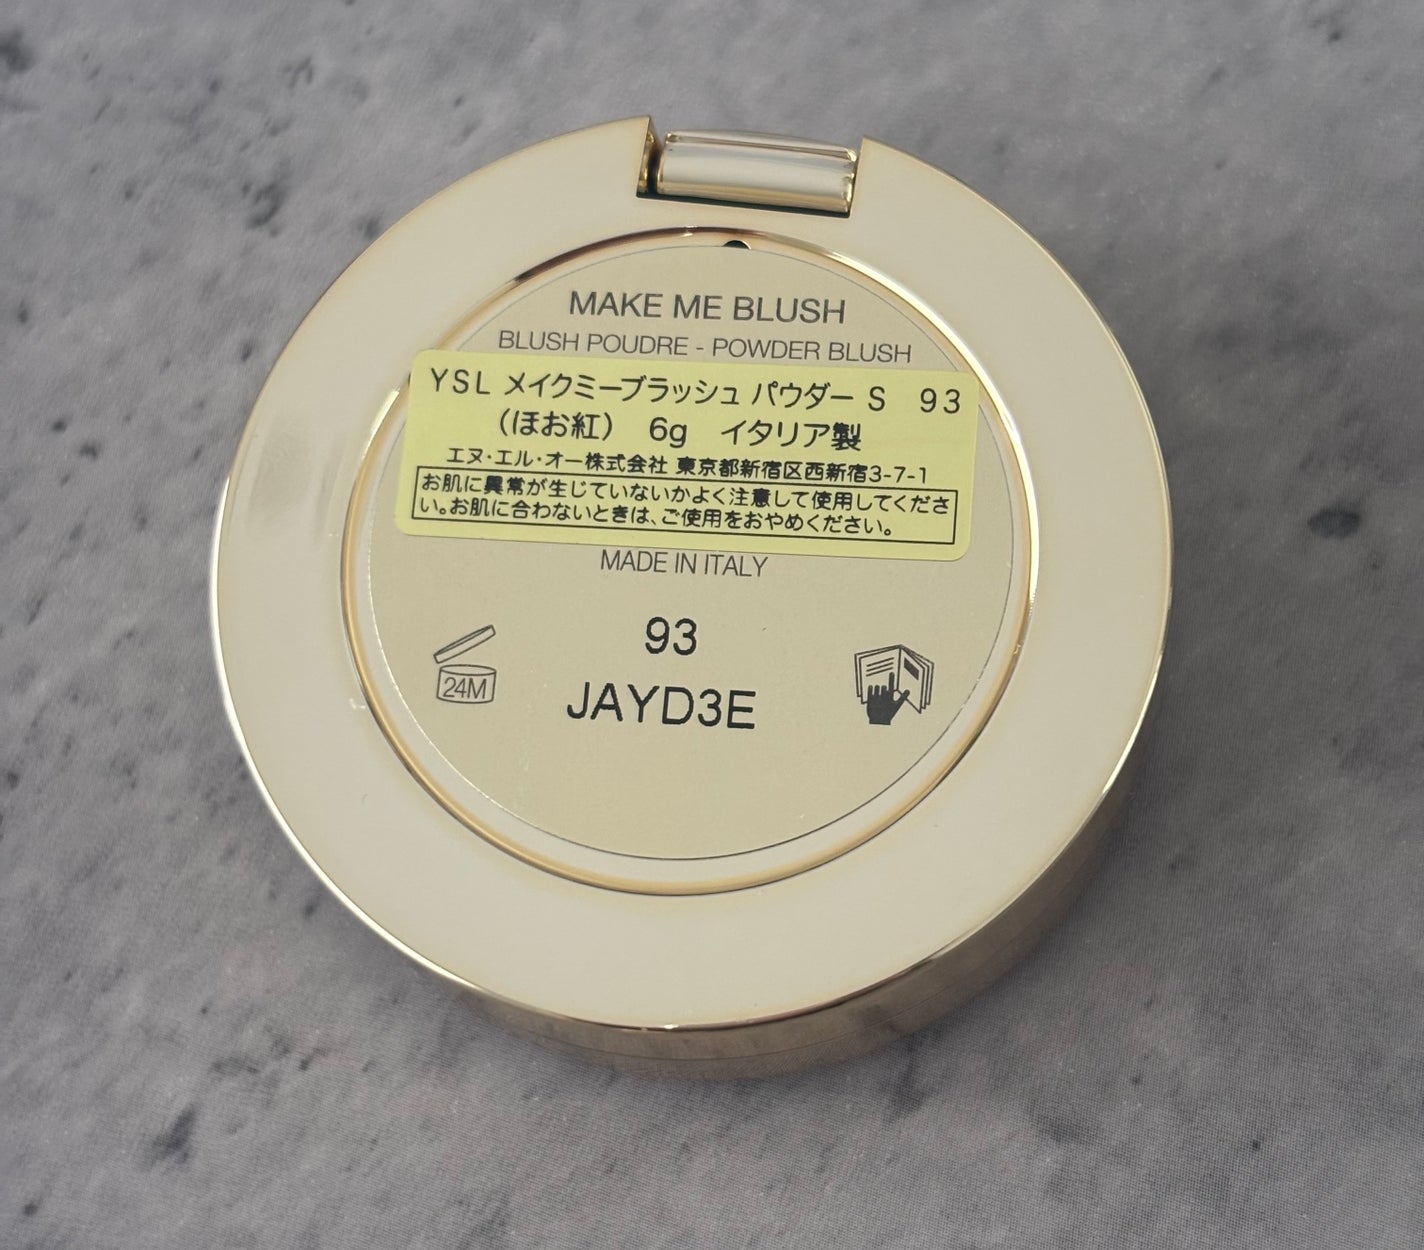 MAKE ME BLUSH
BLUSH POUDRE - POWDER BLUSH
YSL メイクミーブラッシュ パウダー S 93
（ほお紅） 6g イタリア製
エヌ・エル・オー株式会社 東京都新宿区西新宿3-7-1
お肌に異常が生じていないかよく注意して使用してくださ
い。お肌に合わないときは、ご使用をおやめください。
MADE IN ITALY
93
24M
JAYD3E